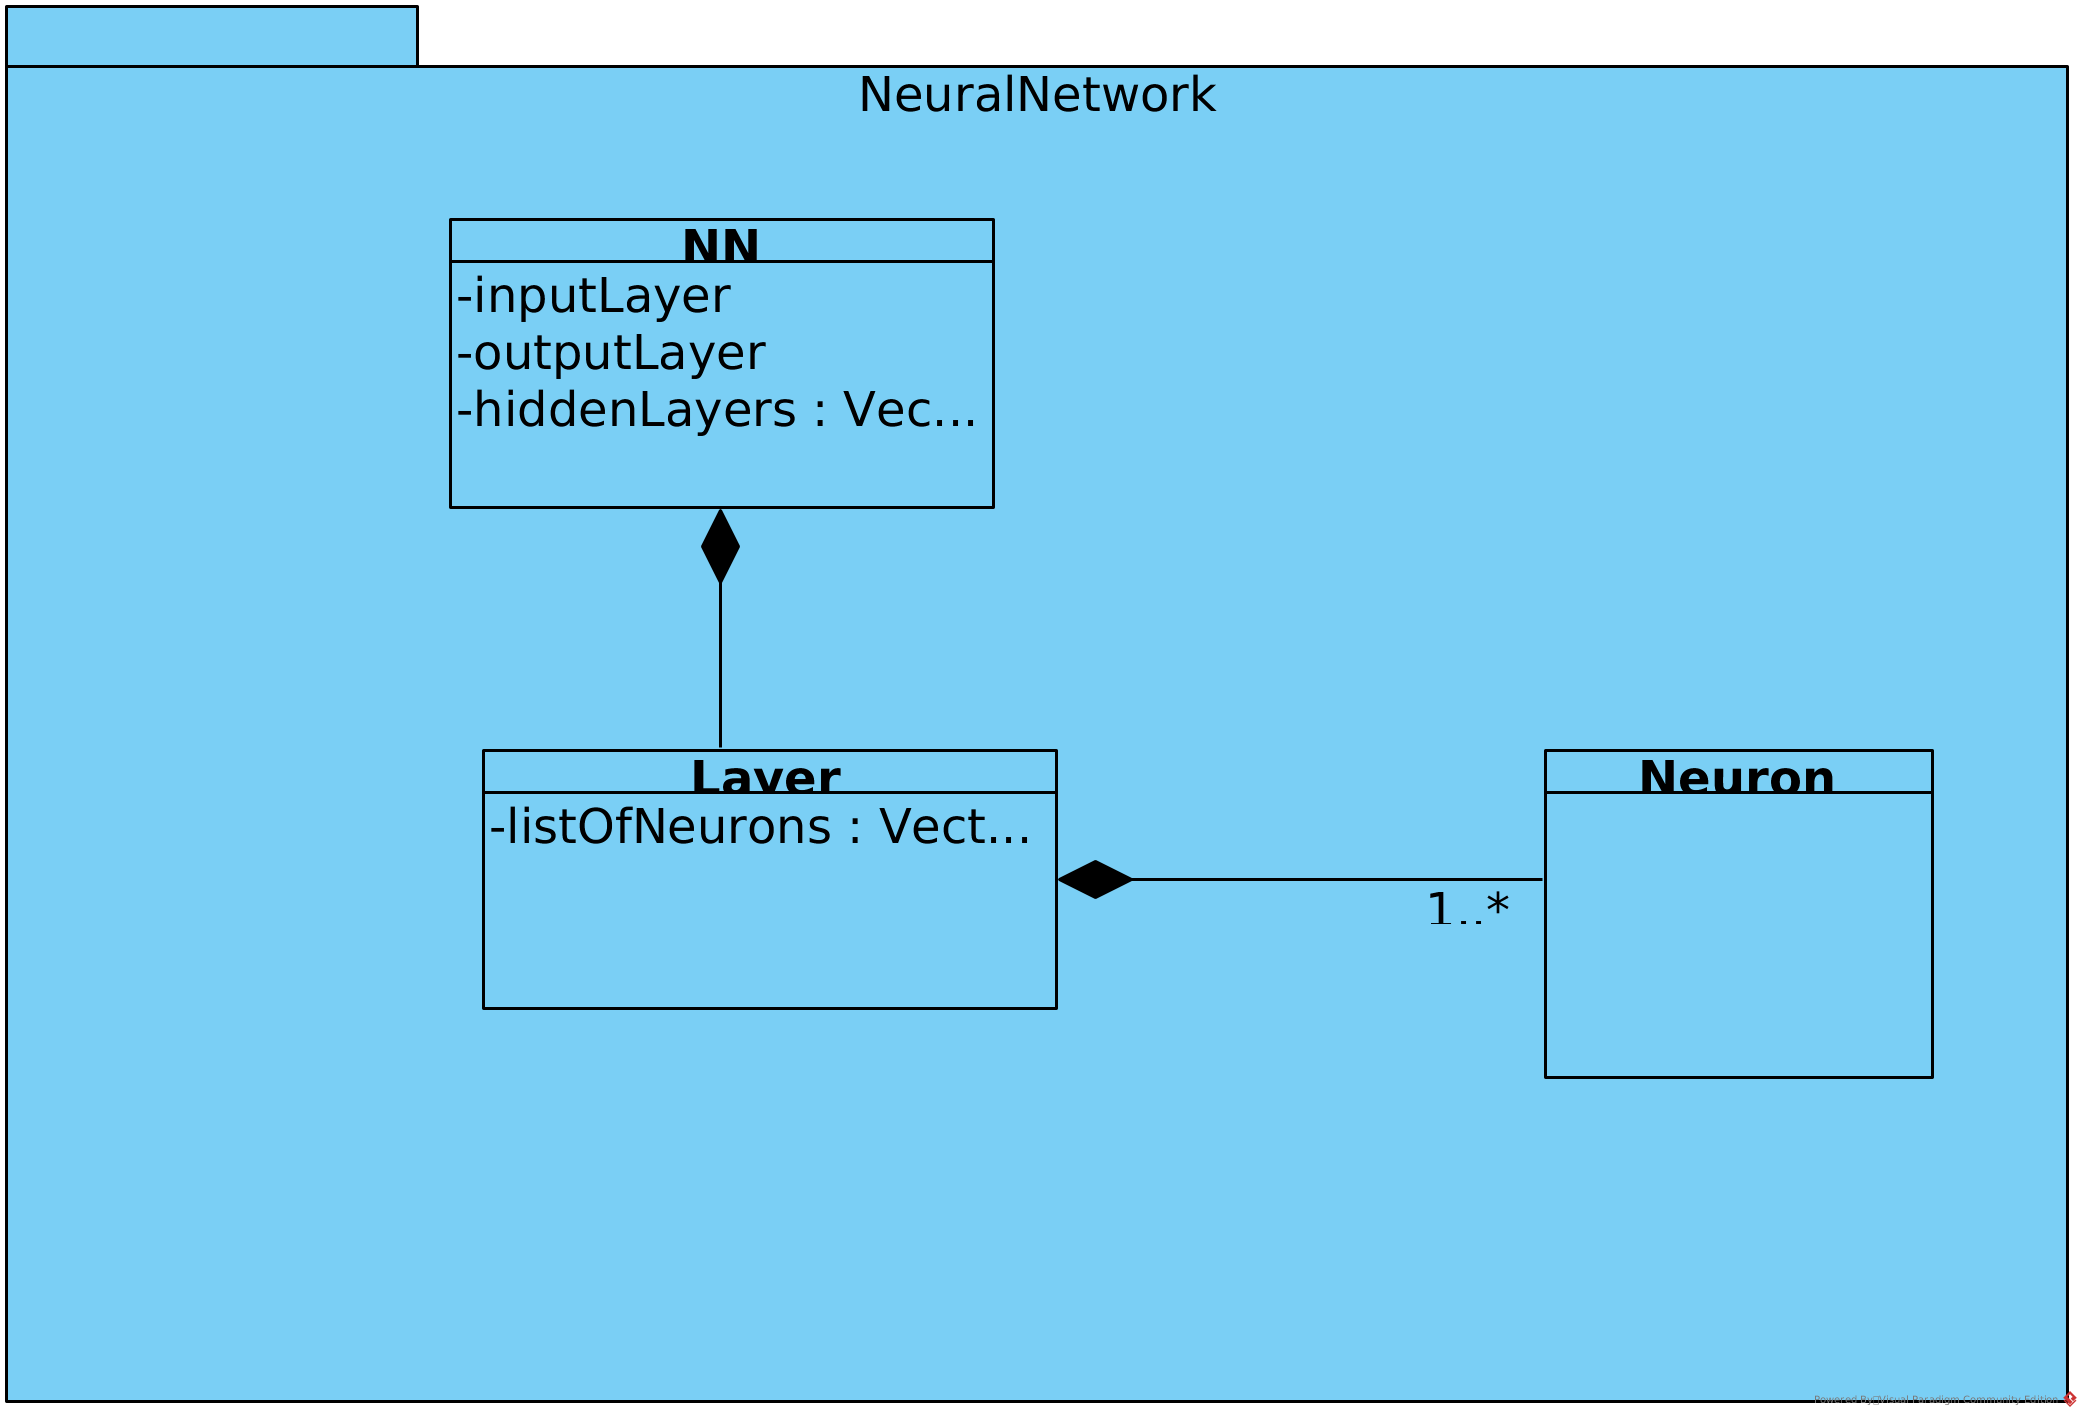 NeuralNetwork
NN
-inputLayer
-outputLayer
-hiddenLayers : Vec...
Layer
-listOfNeurons : Vect...
Neuron
1..*
Powered By Visual Paradigm Community Edition